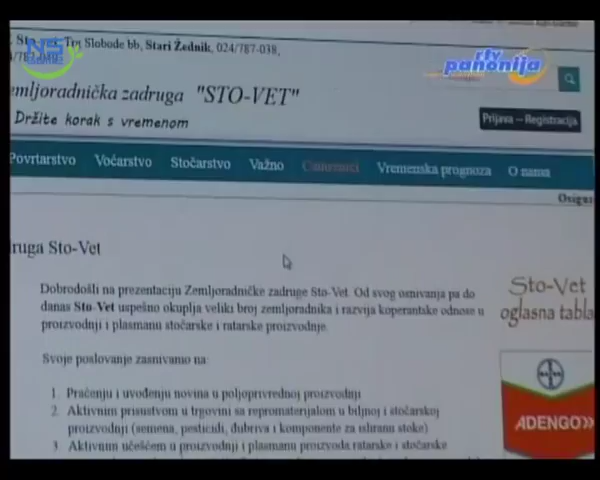 Sto-vet, Trg Slobode bb, Stari Žednik, 024/787-038,
NS
rtv
panonija
emljoradnička zadruga "STO-VET"
Držite korak s vremenom
Prijava - Registracija
Povrtarstvo Voćarstvo Stočarstvo Važno Vremenska prognoza O nama
Osigur
ruga Sto-Vet
Dobrodošli na prezentaciju Zemljoradničke zadruge Sto-Vet. Od svog osnivanja pa do
danas Sto-Vet uspešno okuplja veliki broj zemljoradnika i razvija koperantske odnose u
proizvodnji i plasmanu stočarske i ratarske proizvodnje.
Svoje poslovanje zasnivamo na:
1. Praćenju i uvođenju novina u poljoprivrednoj proizvodnji
2. Aktivnim prisustvom u trgovini sa repromaterijalom u biljnoj i stočarskoj
proizvodnji (semena, pesticidi, đubriva i komponente za ishranu stoke)
3. Aktivnim učešćem u proizvodnji i plasmanu proizvoda ratarske i stočarske
Sto-Vet
oglasna tabla
BAYER
ADENGO